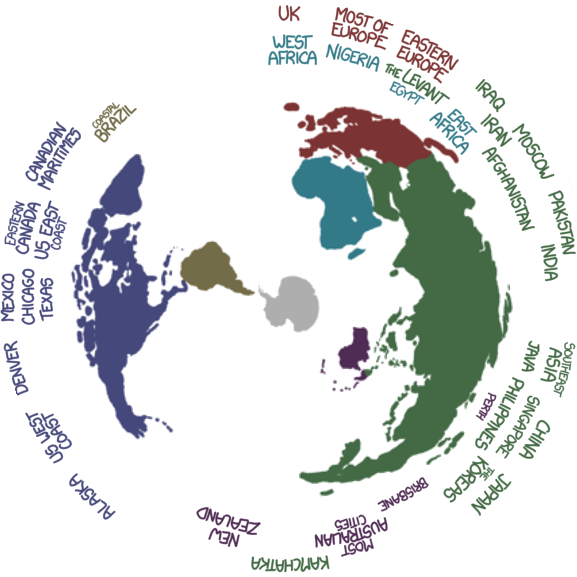 UK
MOST OF
EUROPE
EASTERN
EUROPE
WEST
AFRICA
NIGERIA
THE LEVANT
EGYPT
EAST
AFRICA
IRAQ
IRAN
MOSCOW
AFGHANISTAN
PAKISTAN
INDIA
SOUTHEAST
ASIA
JAVA
PERTH
PHILIPPINES
SINGAPORE
CHINA
THE
KOREAS
JAPAN
BRISBANE
MOST
AUSTRALIAN
CITIES
KAMCHATKA
NEW
ZEALAND
ALASKA
US WEST
COAST
DENVER
MEXICO
CHICAGO
TEXAS
EASTERN
CANADA
US EAST
COAST
CANADIAN
MARITIMES
COASTAL
BRAZIL